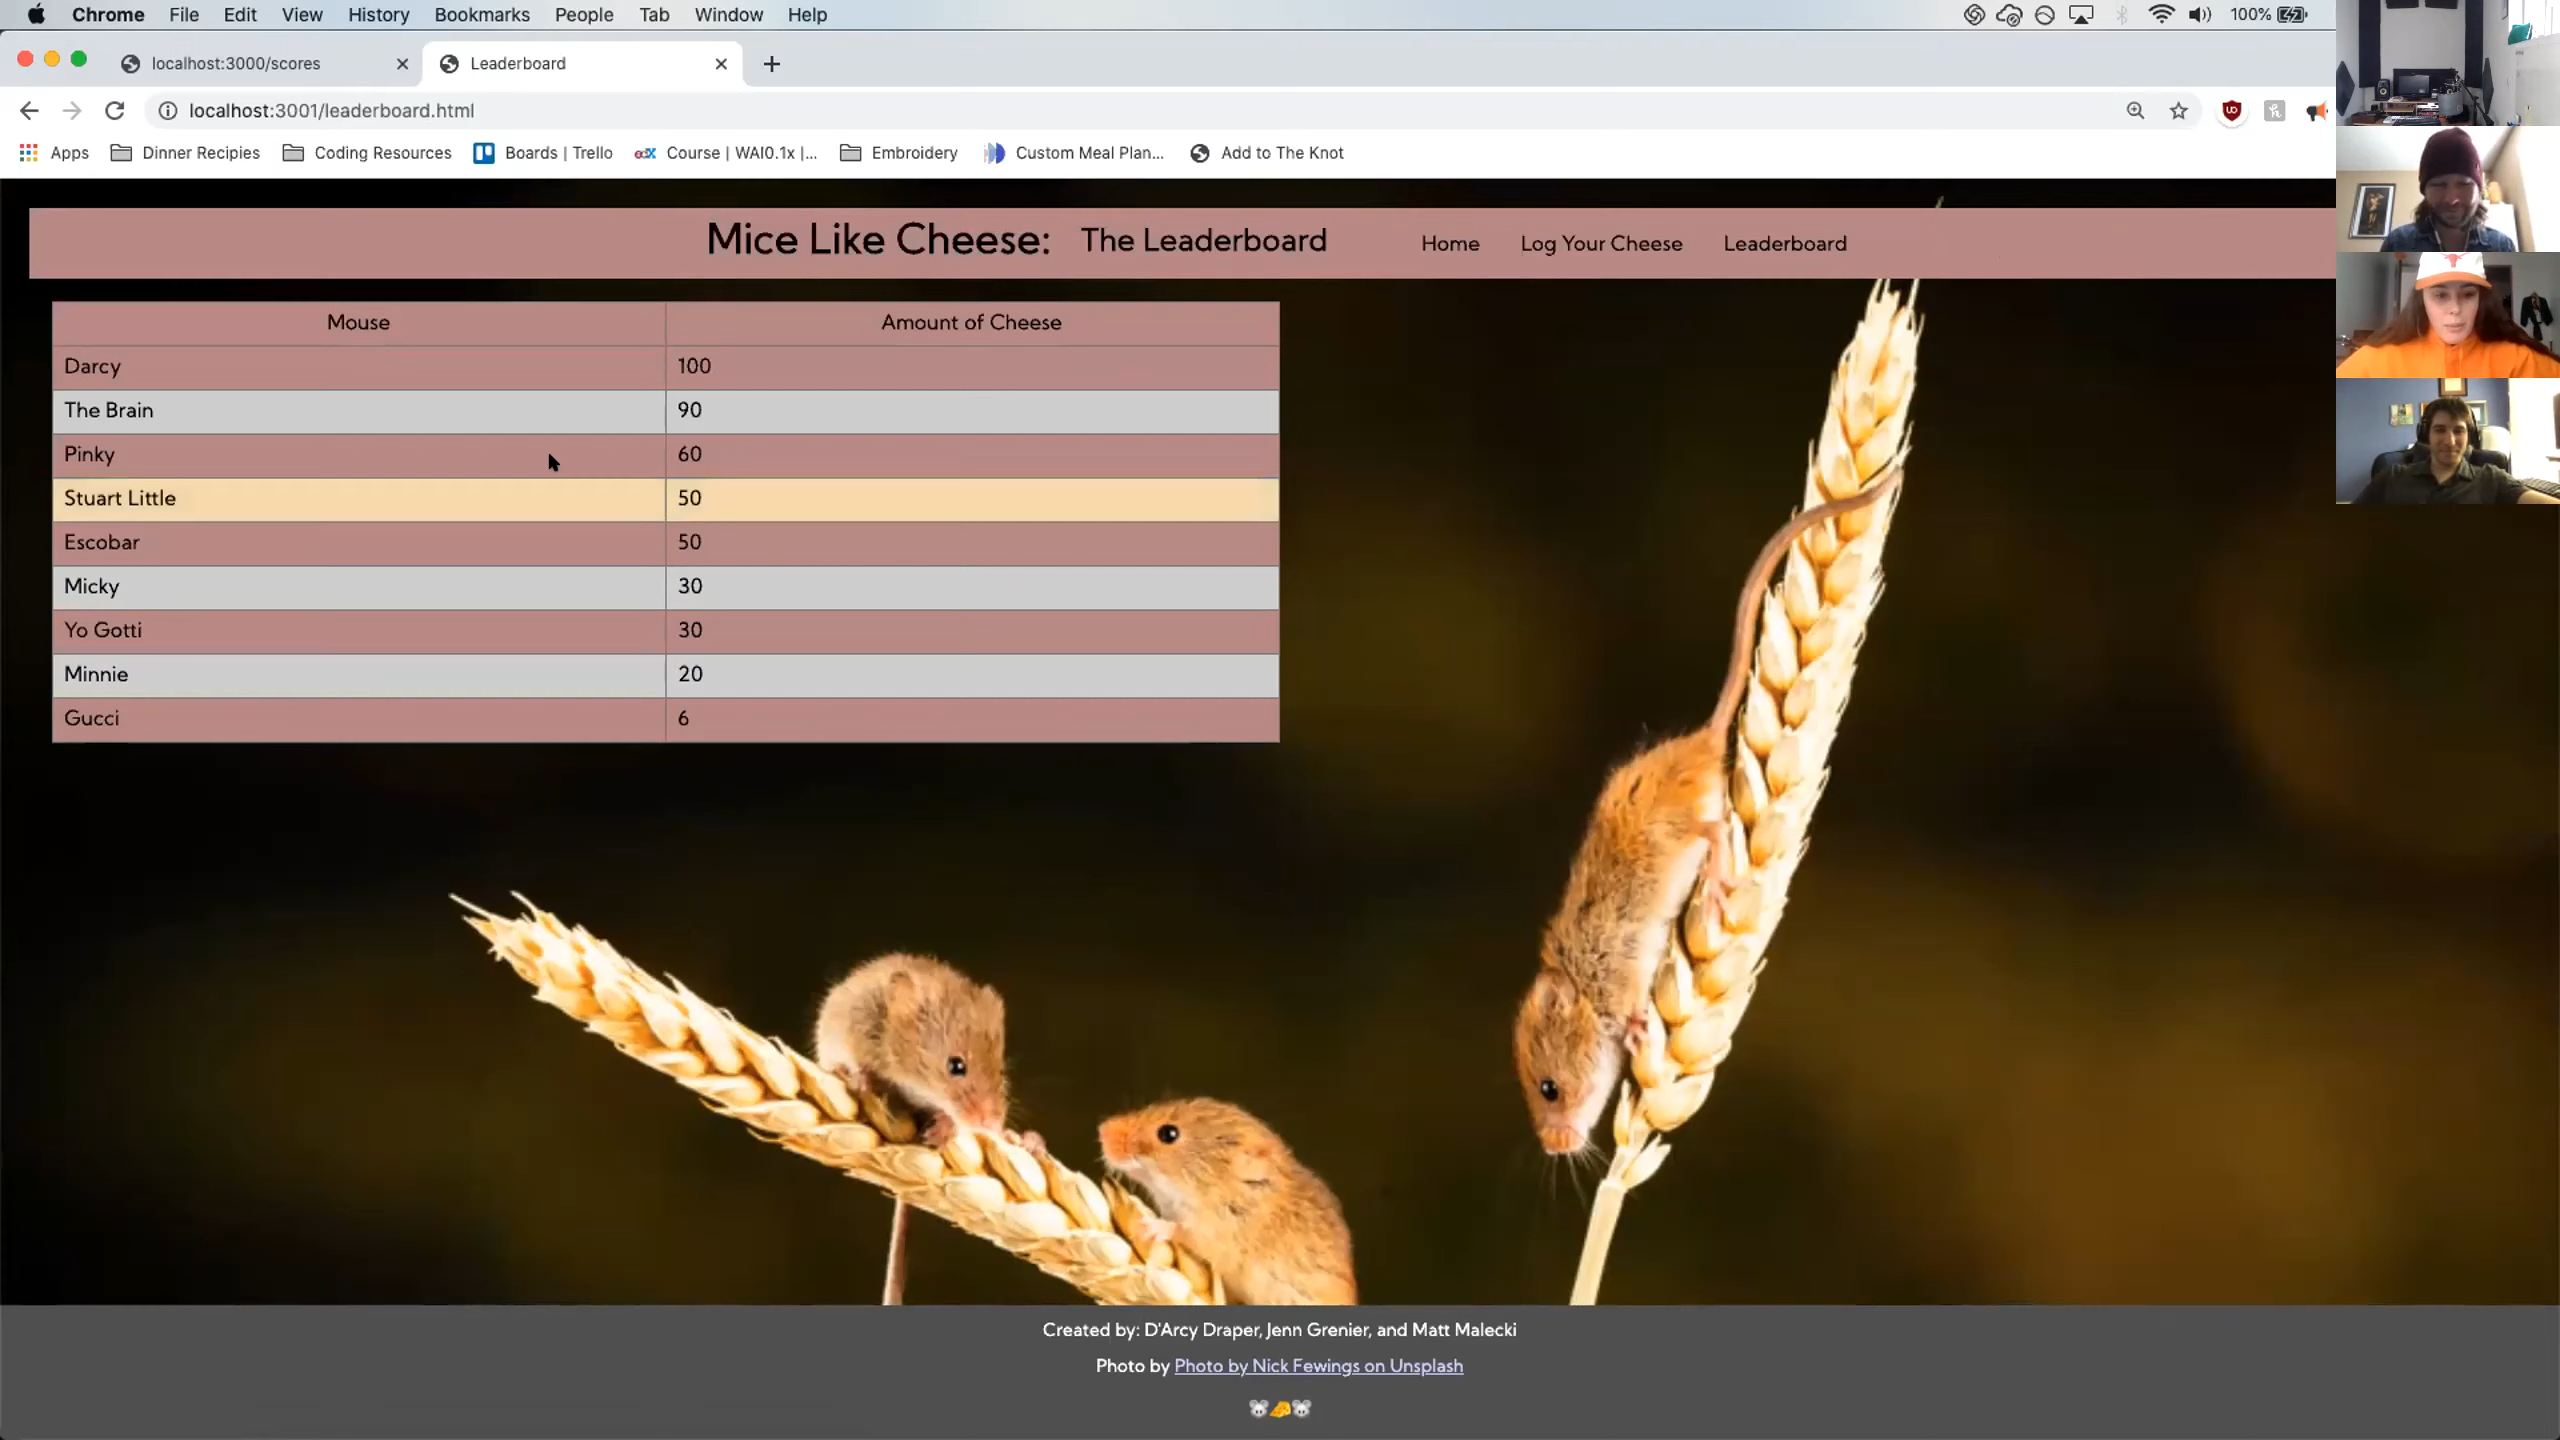 Chrome File Edit View History Bookmarks People Tab Window Help 100%
localhost:3000/scores Leaderboard
localhost:3001/leaderboard.html
Apps Dinner Recipies Coding Resources Boards | Trello Course | WAI0.1x |... Embroidery Custom Meal Plan... Add to The Knot
Mice Like Cheese: The Leaderboard Home Log Your Cheese Leaderboard
Mouse Amount of Cheese
Darcy 100
The Brain 90
Pinky 60
Stuart Little 50
Escobar 50
Micky 30
Yo Gotti 30
Minnie 20
Gucci 6
Created by: D'Arcy Draper, Jenn Grenier, and Matt Malecki
Photo by Photo by Nick Fewings on Unsplash